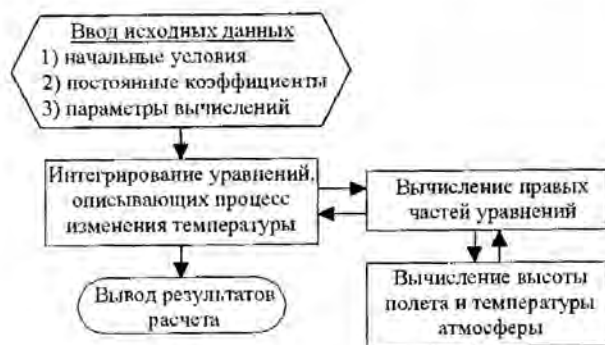 Ввод исходных данных
1) начальные условия
2) постоянные коэффициенты
3) параметры вычислений
Интегрирование уравнений,
описывающих процесс
изменения температуры
Вычисление правых
частей уравнений
Вывод результатов
расчета
Вычисление высоты
полета и температуры
атмосферы